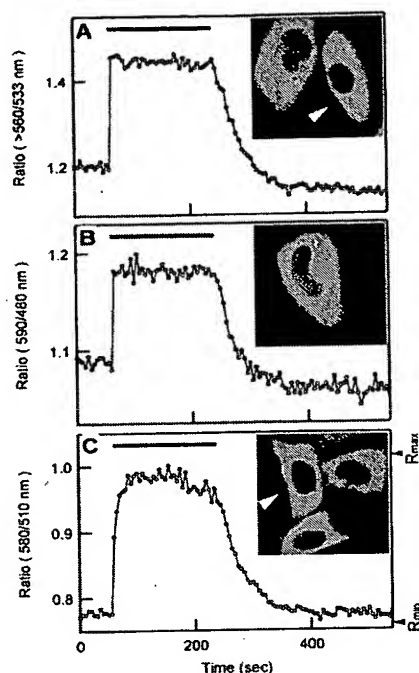 A
Ratio ( >560/533 nm)
1.4
1.2
B
Ratio ( 590/480 nm)
1.2
1.1
C
Ratio ( 580/510 nm)
1.0
0.9
0.8
Rmax
Rmin
0
200
400
Time (sec)